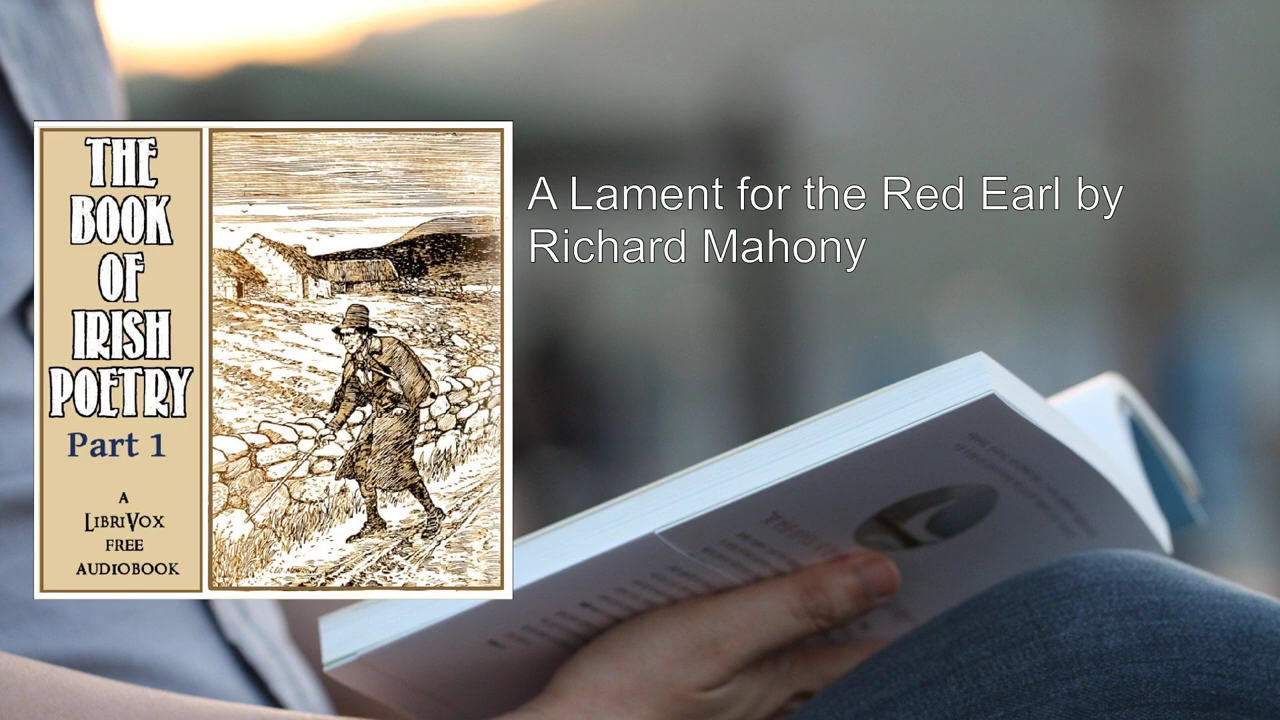 THE
BOOK
OF
IRISH
POETRY
Part 1
A
LIBRIVOX
FREE
AUDIOBOOK
A Lament for the Red Earl by
Richard Mahony